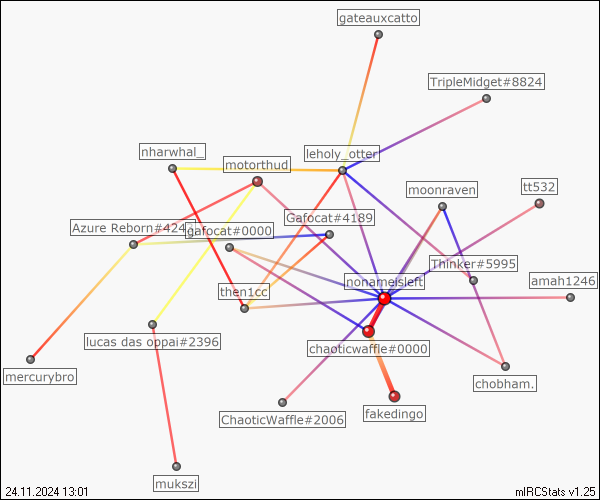 gateauxcatto
TripleMidget#8824
nharwhal_
leholy_otter
motorthud
moonraven
tt532
Gafocat#4189
Azure Reborn#424
gafocat#0000
Thinker#5995
nonameisleft
amah1246
then1cc
lucas das oppai#2396
chaoticwaffle#0000
mercurybro
chobham.
ChaoticWaffle#2006
fakedingo
mukszi
24.11.2024 13:01
mIRCStats v1.25